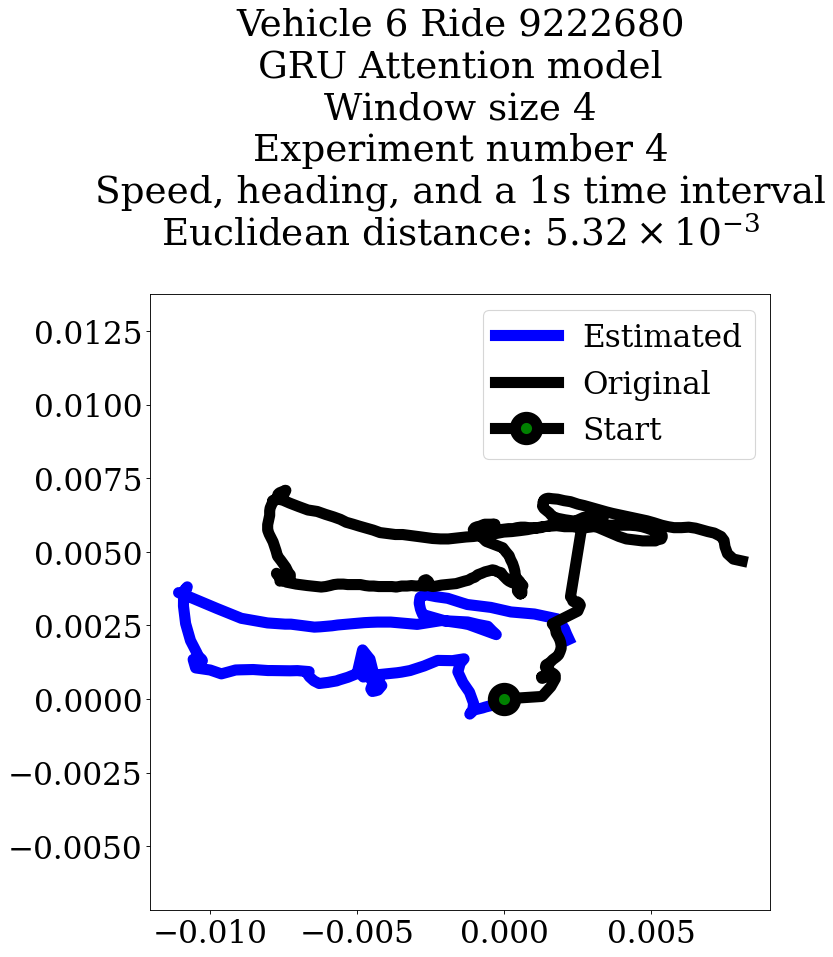 Vehicle 6 Ride 9222680
GRU Attention model
Window size 4
Experiment number 4
Speed, heading, and a 1s time interval
Euclidean distance: 5.32 × 10⁻³
Estimated
Original
Start
0.0125
0.0100
0.0075
0.0050
0.0025
0.0000
−0.0025
−0.0050
−0.010 −0.005 0.000 0.005